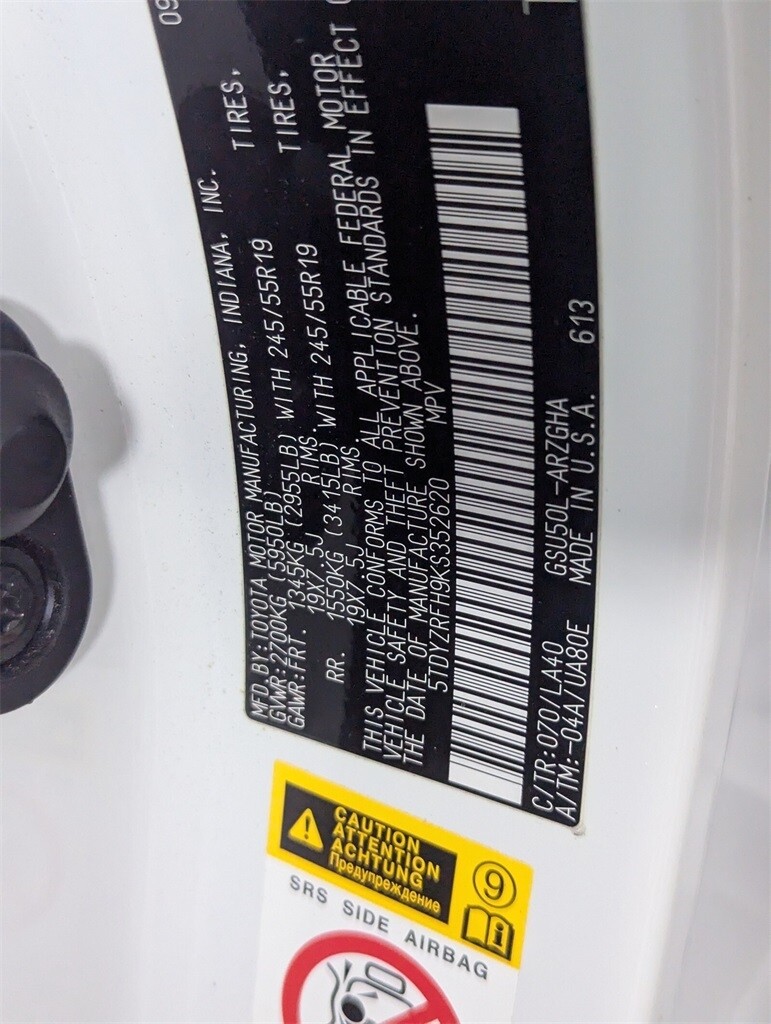 09
MFD.BY:TOYOTA MOTOR MANUFACTURING, INDIANA, INC.
GVWR:2700KG (5950LB)
GAWR:FRT. 1345KG (2955LB) WITH 245/55R19 TIRES,
19X7.5J RIMS.
RR. 1550KG (3415LB) WITH 245/55R19 TIRES,
19X7.5J RIMS.
THIS VEHICLE CONFORMS TO ALL APPLICABLE FEDERAL MOTOR
VEHICLE SAFETY AND THEFT PREVENTION STANDARDS IN EFFECT
THE DATE OF MANUFACTURE SHOWN ABOVE.
5TDYZRFH9KS352620 MPV
C/TR:070/LA40 GSU50L-ARZGHA 613
A/TM:-04A/UA80E MADE IN U.S.A.
CAUTION
ATTENTION
ACHTUNG
Предупреждение
9
SRS SIDE AIRBAG